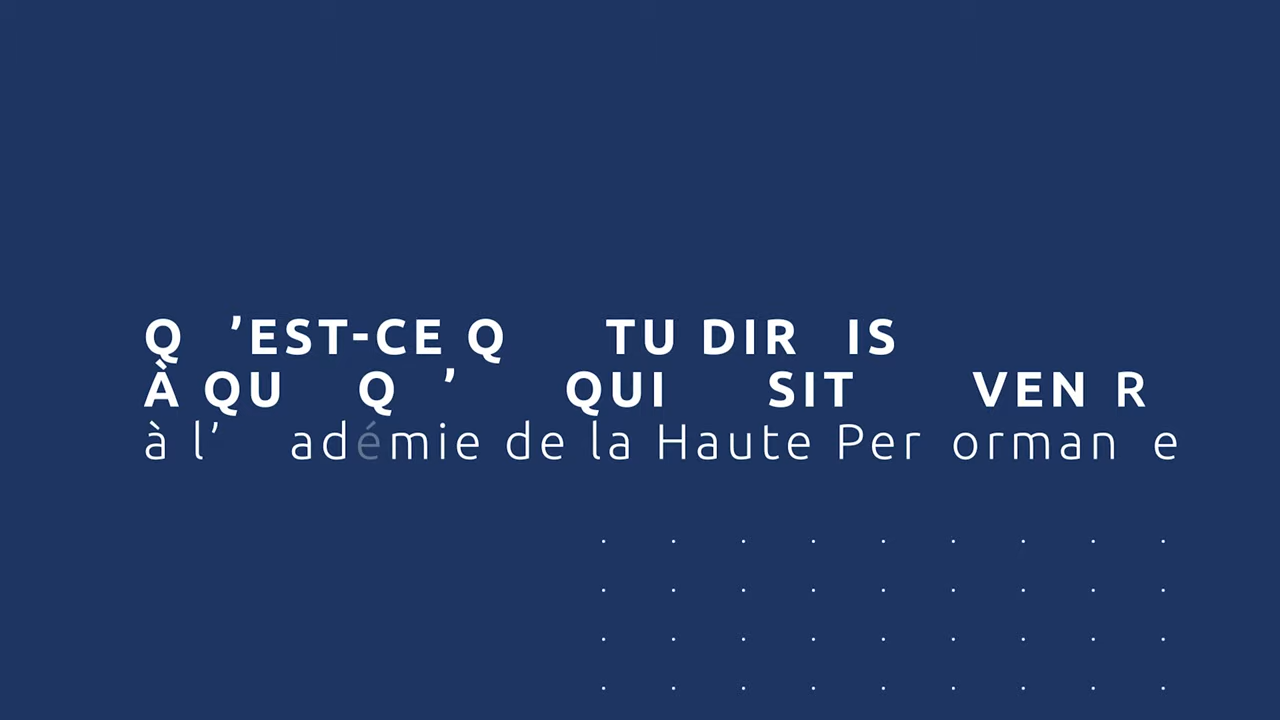 Q ’EST-CE Q TU DIR IS
À QU Q ’ QUI SIT VEN R
à l’ adémie de la Haute Per orman e